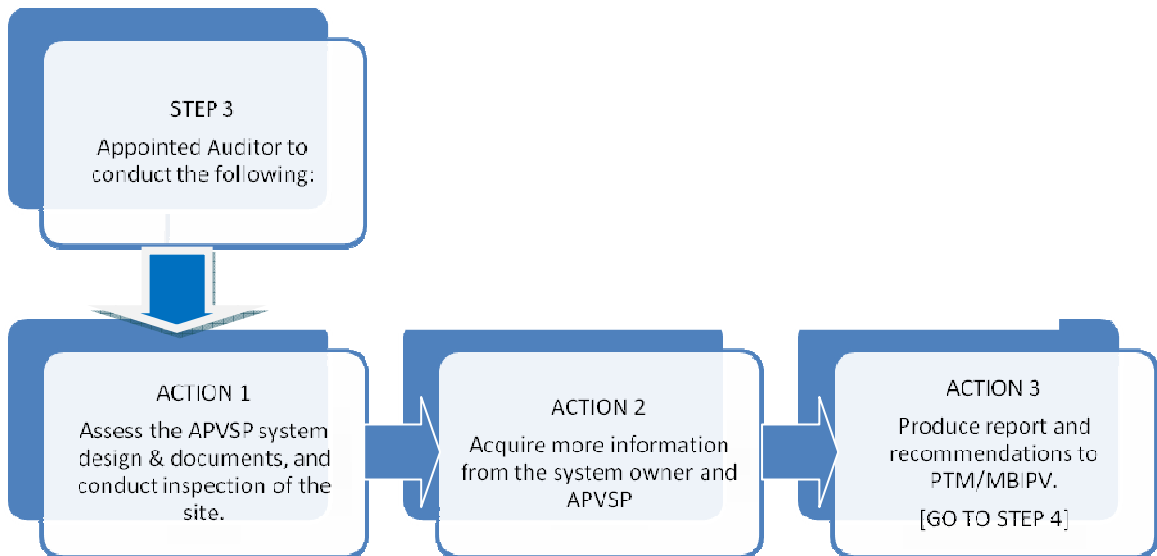 STEP 3
Appointed Auditor to
conduct the following:
ACTION 1
Assess the APVSP system
design & documents, and
conduct inspection of the
site.
ACTION 2
Acquire more information
from the system owner and
APVSP
ACTION 3
Produce report and
recommendations to
PTM/MBIPV.
[GO TO STEP 4]